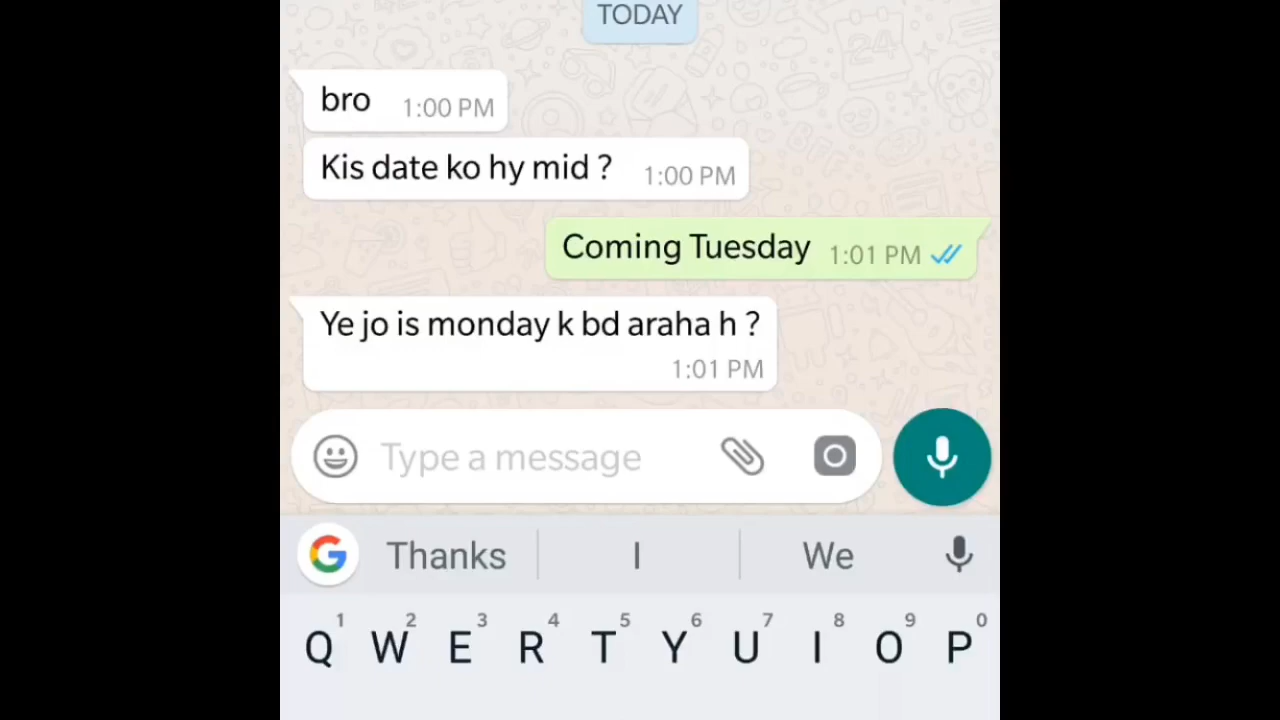 TODAY
bro 1:00 PM
Kis date ko hy mid ? 1:00 PM
Coming Tuesday 1:01 PM
Ye jo is monday k bd araha h ?
1:01 PM
Type a message
G Thanks I We
1 2 3 4 5 6 7 8 9 0
Q W E R T Y U I O P